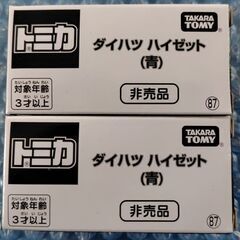 トミカ
TAKARA TOMY
ダイハツ ハイゼット
(青)
たいしょうねんれい
対象年齢
さい いじょう
3才以上
非売品
87
トミカ
TAKARA TOMY
ダイハツ ハイゼット
(青)
たいしょうねんれい
対象年齢
さい いじょう
3才以上
非売品
87